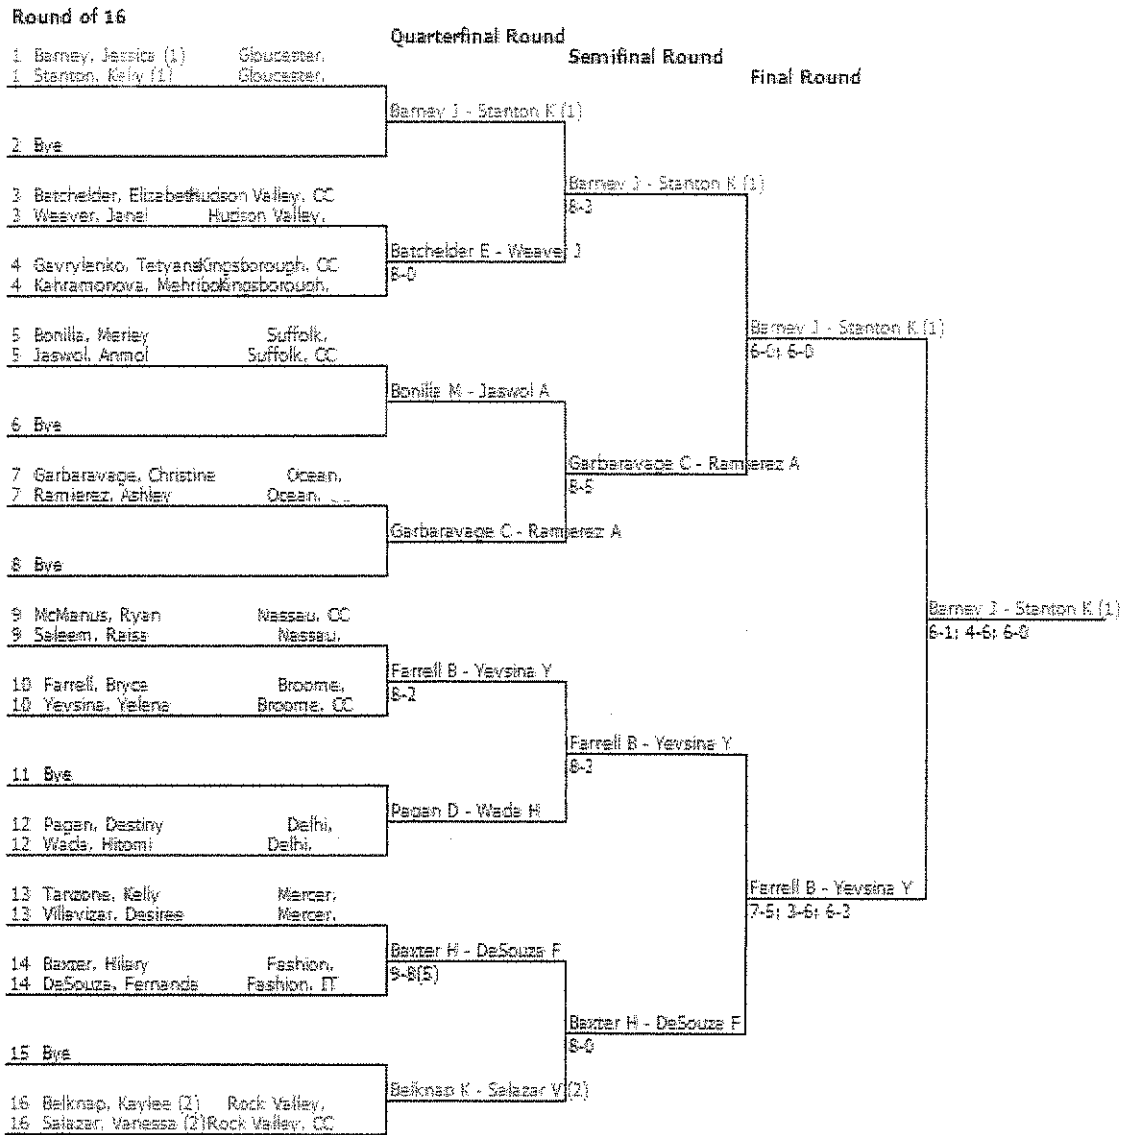 Round of 16
Quarterfinal Round
Semifinal Round
Final Round
1 Barney, Jessica (1) Gloucester,
1 Stanton, Kelly (1) Gloucester,
Barney J - Stanton K (1)
2 Bye
Barney J - Stanton K (1)
8-3
3 Batchelder, Elizabeth Hudson Valley, CC
3 Weaver, Janel Hudson Valley,
Batchelder E - Weaver J
8-0
4 Gavrylenko, Tetyana Kingsborough, CC
4 Kahramonova, Mehribo Kingsborough,
Barney J - Stanton K (1)
6-0; 6-0
5 Bonilla, Merley Suffolk,
5 Jaswol, Anmol Suffolk, CC
Bonilla M - Jaswol A
6 Bye
Garbaravage C - Ramierez A
8-5
7 Garbaravage, Christine Ocean,
7 Ramierez, Ashley Ocean,
Garbaravage C - Ramierez A
8 Bye
Barney J - Stanton K (1)
6-1; 4-6; 6-0
9 McManus, Ryan Nassau, CC
9 Saleem, Raisa Nassau,
Farrell B - Yevsina Y
8-2
10 Farrell, Bryce Broome,
10 Yevsina, Yelena Broome, CC
Farrell B - Yevsina Y
8-3
11 Bye
Pagan D - Wada H
12 Pagan, Destiny Delhi,
12 Wada, Hitomi Delhi,
Farrell B - Yevsina Y
7-5; 3-6; 6-3
13 Tanzone, Kelly Mercer,
13 Villavizar, Desiree Mercer,
Baxter H - DeSouza F
9-8(5)
14 Baxter, Hilary Fashion,
14 DeSouza, Fernanda Fashion, IT
Baxter H - DeSouza F
8-0
15 Bye
Belknap K - Salazar V (2)
16 Belknap, Kaylee (2) Rock Valley,
16 Salazar, Vanessa (2) Rock Valley, CC